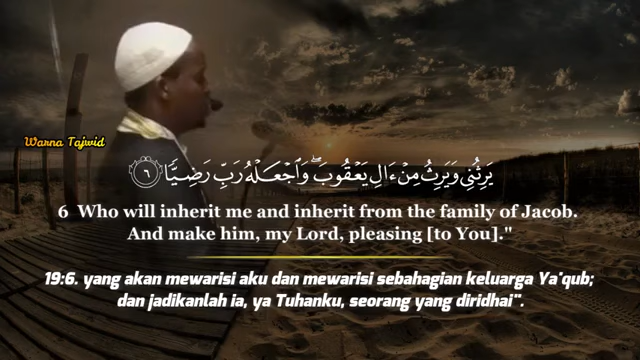 Warna Tajwid
يَرِثُنِى وَيَرِثُ مِنْ ءَالِ يَعْقُوبَ ۖ وَٱجْعَلْهُ رَبِّ رَضِيًّا ٦
6 Who will inherit me and inherit from the family of Jacob.
And make him, my Lord, pleasing [to You]."
19:6. yang akan mewarisi aku dan mewarisi sebahagian keluarga Ya'qub;
dan jadikanlah ia, ya Tuhanku, seorang yang diridhai".